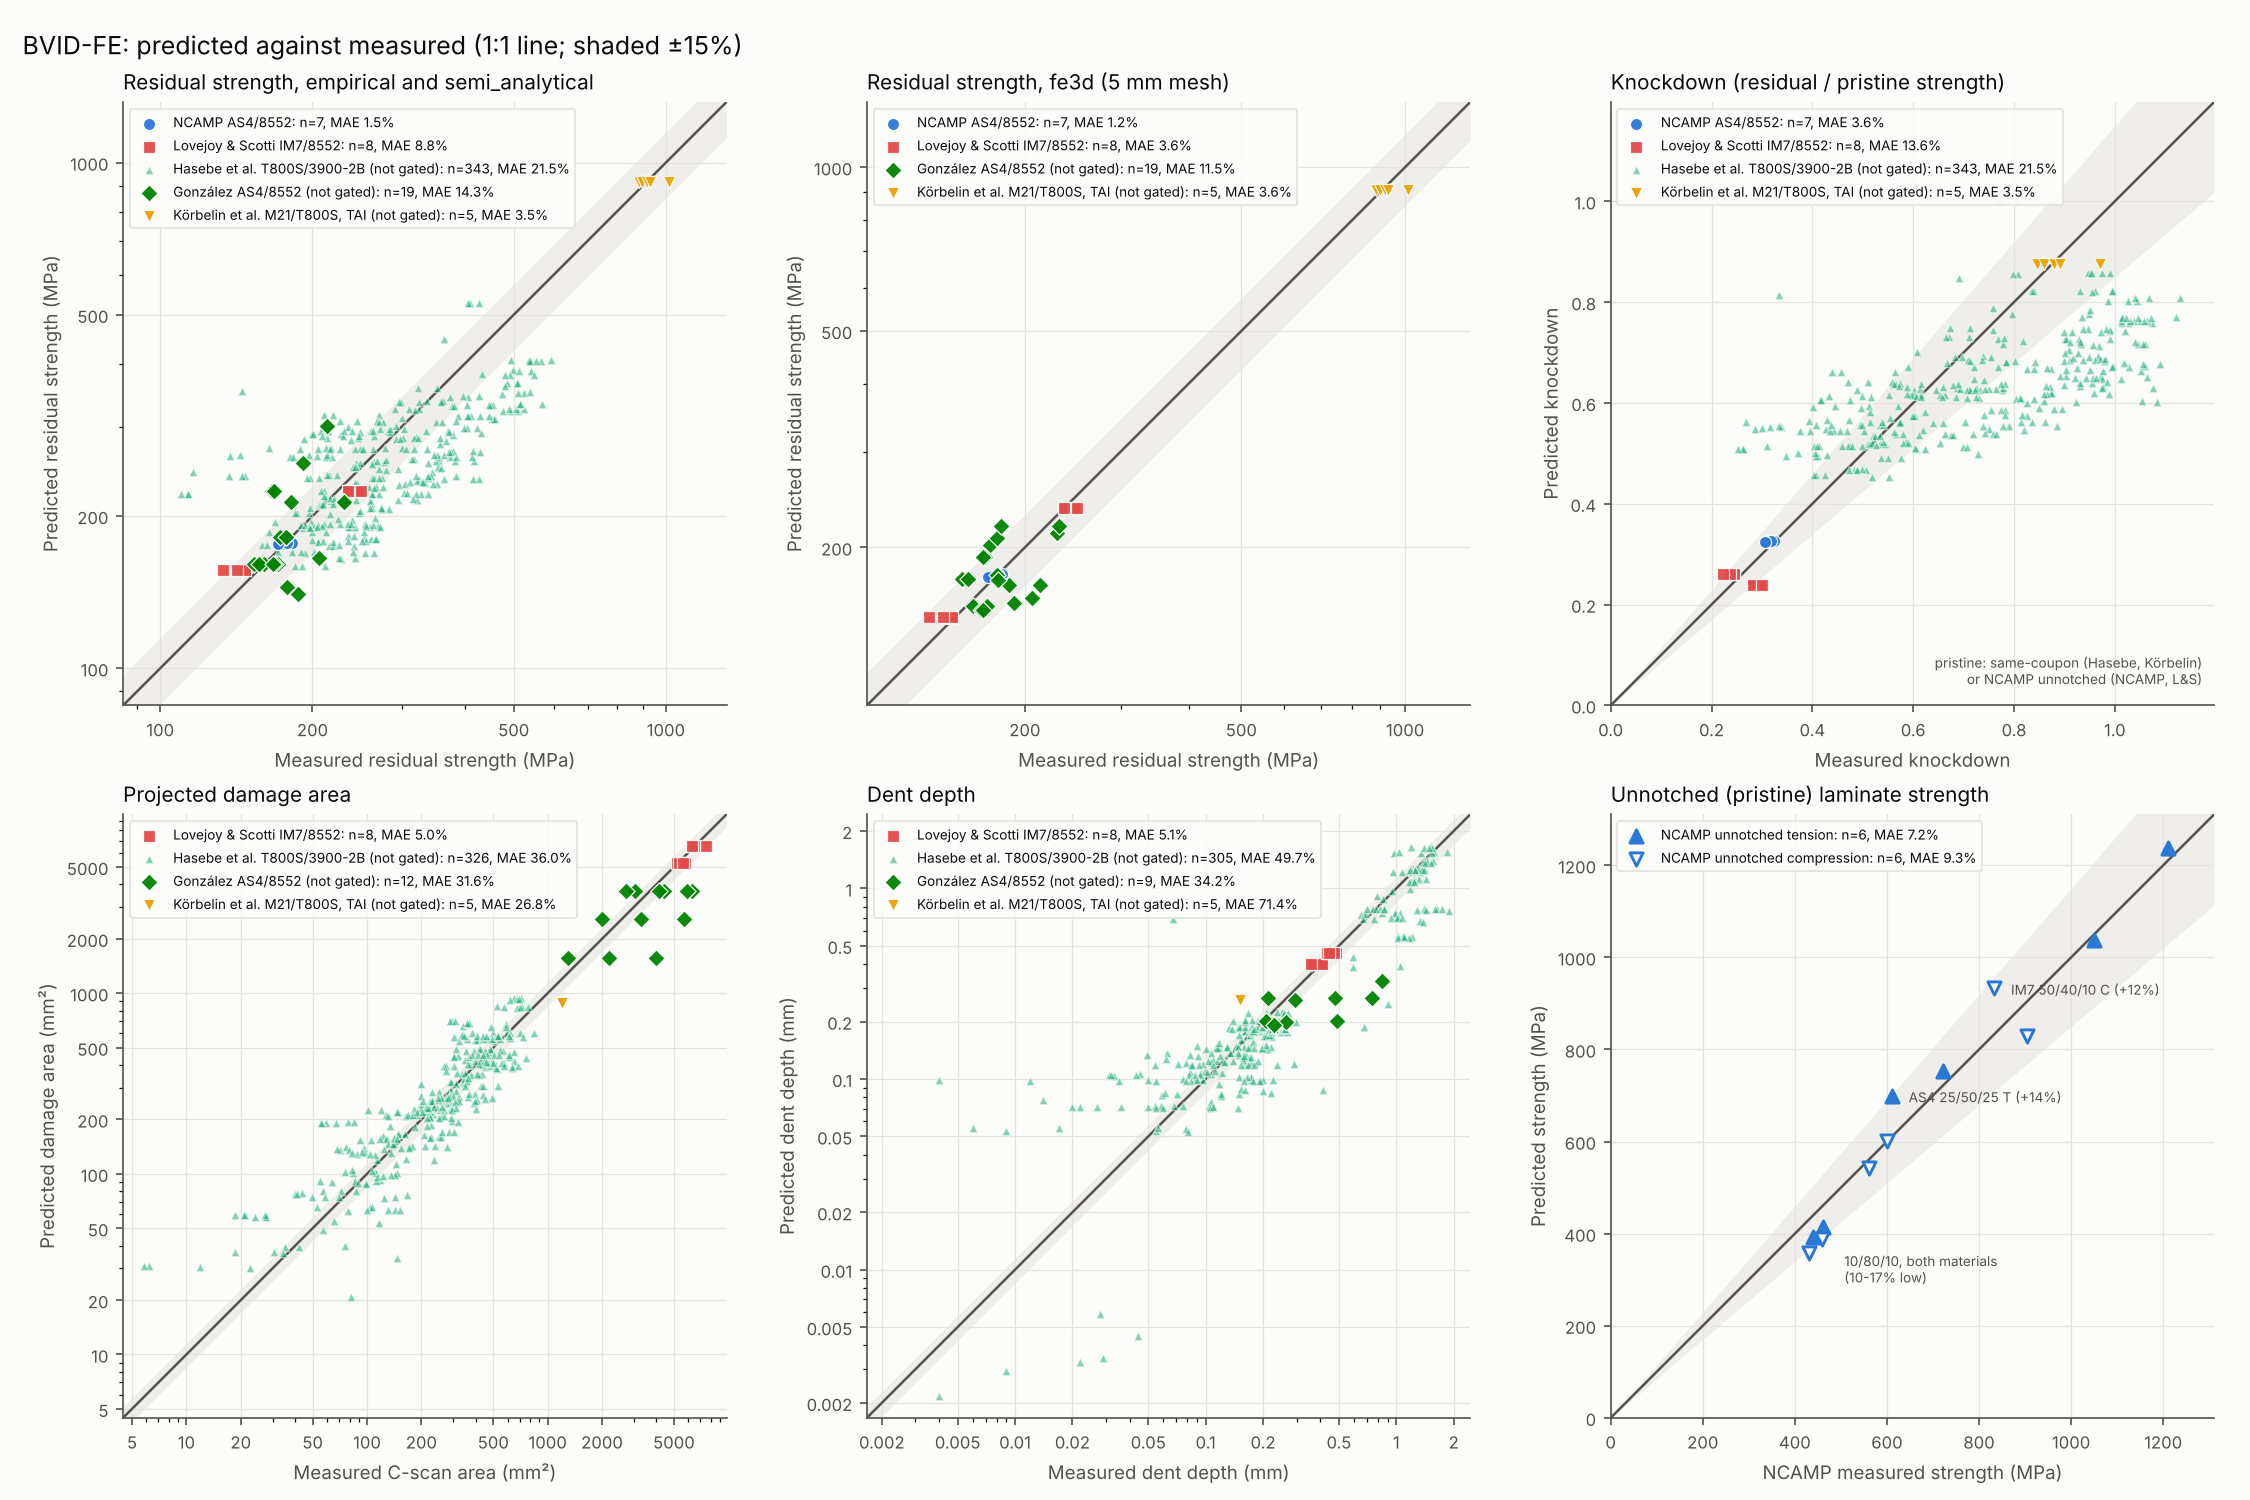 BVID-FE: predicted against measured (1:1 line; shaded ±15%)
Residual strength, empirical and semi_analytical
NCAMP AS4/8552: n=7, MAE 1.5%
Lovejoy & Scotti IM7/8552: n=8, MAE 8.8%
Hasebe et al. T800S/3900-2B (not gated): n=343, MAE 21.5%
González AS4/8552 (not gated): n=19, MAE 14.3%
Körbelin et al. M21/T800S, TAI (not gated): n=5, MAE 3.5%
Predicted residual strength (MPa)
1000
500
200
100
100
200
500
1000
Measured residual strength (MPa)
Residual strength, fe3d (5 mm mesh)
NCAMP AS4/8552: n=7, MAE 1.2%
Lovejoy & Scotti IM7/8552: n=8, MAE 3.6%
González AS4/8552 (not gated): n=19, MAE 11.5%
Körbelin et al. M21/T800S, TAI (not gated): n=5, MAE 3.6%
Predicted residual strength (MPa)
1000
500
200
200
500
1000
Measured residual strength (MPa)
Knockdown (residual / pristine strength)
NCAMP AS4/8552: n=7, MAE 3.6%
Lovejoy & Scotti IM7/8552: n=8, MAE 13.6%
Hasebe et al. T800S/3900-2B (not gated): n=343, MAE 21.5%
Körbelin et al. M21/T800S, TAI (not gated): n=5, MAE 3.5%
Predicted knockdown
1.0
0.8
0.6
0.4
0.2
0.0
pristine: same-coupon (Hasebe, Körbelin)
or NCAMP unnotched (NCAMP, L&S)
0.0
0.2
0.4
0.6
0.8
1.0
Measured knockdown
Projected damage area
Lovejoy & Scotti IM7/8552: n=8, MAE 5.0%
Hasebe et al. T800S/3900-2B (not gated): n=326, MAE 36.0%
González AS4/8552 (not gated): n=12, MAE 31.6%
Körbelin et al. M21/T800S, TAI (not gated): n=5, MAE 26.8%
Predicted damage area (mm²)
5000
2000
1000
500
200
100
50
20
10
5
5
10
20
50
100
200
500
1000
2000
5000
Measured C-scan area (mm²)
Dent depth
Lovejoy & Scotti IM7/8552: n=8, MAE 5.1%
Hasebe et al. T800S/3900-2B (not gated): n=305, MAE 49.7%
González AS4/8552 (not gated): n=9, MAE 34.2%
Körbelin et al. M21/T800S, TAI (not gated): n=5, MAE 71.4%
Predicted dent depth (mm)
2
1
0.5
0.2
0.1
0.05
0.02
0.01
0.005
0.002
0.002
0.005
0.01
0.02
0.05
0.1
0.2
0.5
1
2
Measured dent depth (mm)
Unnotched (pristine) laminate strength
NCAMP unnotched tension: n=6, MAE 7.2%
NCAMP unnotched compression: n=6, MAE 9.3%
Predicted strength (MPa)
1200
1000
800
600
400
200
0
IM7 50/40/10 C (+12%)
AS4 25/50/25 T (+14%)
10/80/10, both materials
(10-17% low)
0
200
400
600
800
1000
1200
NCAMP measured strength (MPa)